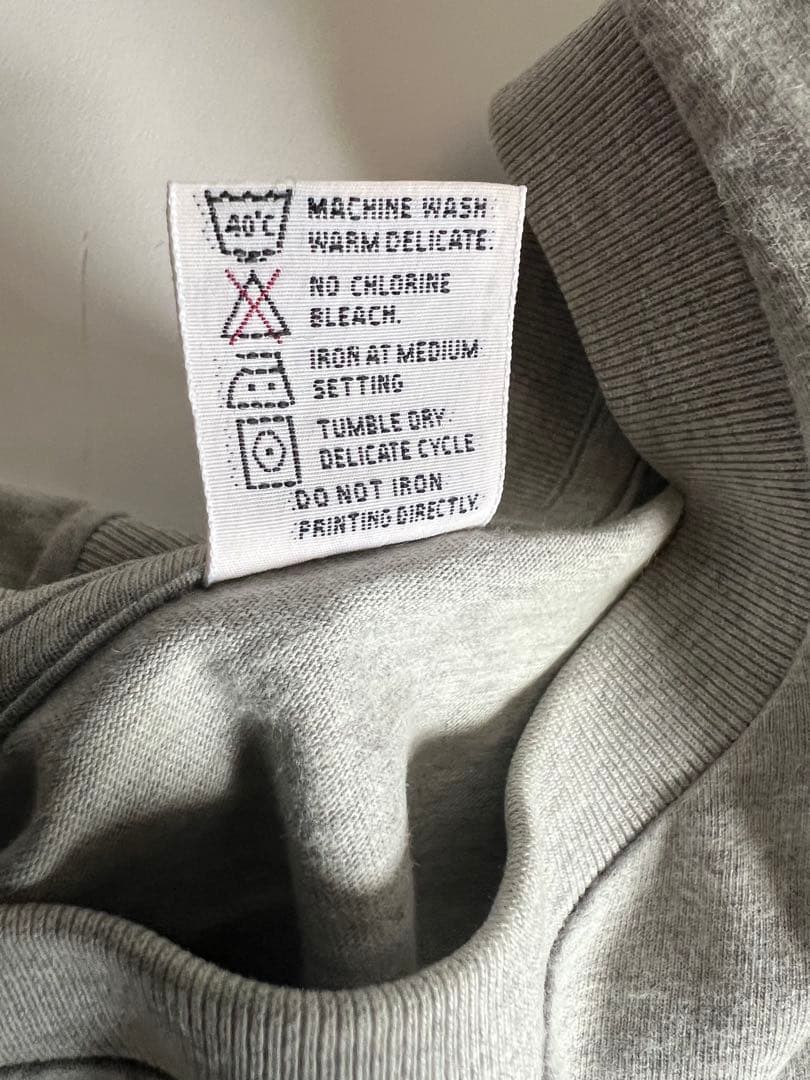 40°C MACHINE WASH
WARM DELICATE.
NO CHLORINE
BLEACH.
IRON AT MEDIUM
SETTING
TUMBLE DRY
DELICATE CYCLE
DO NOT IRON
PRINTING DIRECTLY.